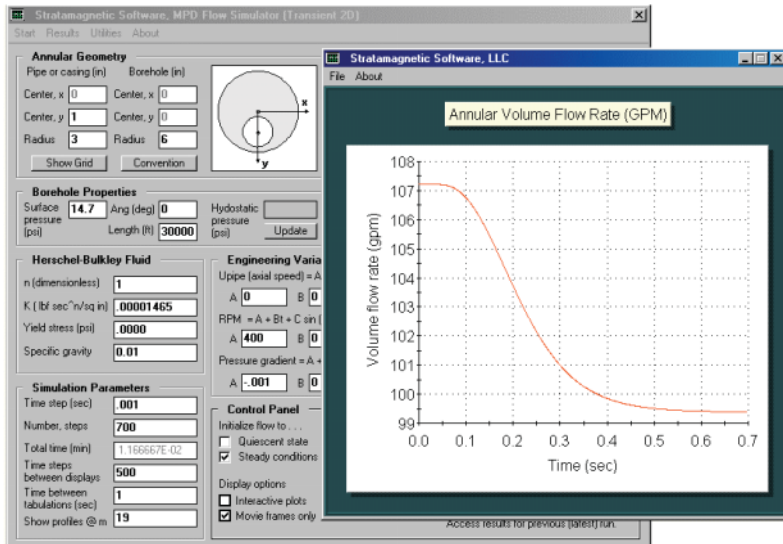 Stratamagnetic Software, MPD Flow Simulator (Transient 2D)
Start Results Utilities About
Annular Geometry
Pipe or casing (in) Borehole (in)
Center, x 0 Center, x 0
Center, y 1 Center, y 0
Radius 3 Radius 6
Show Grid Convention
x
y
Borehole Properties
Surface pressure (psi) 14.7 Ang (deg) 0 Hydostatic pressure (psi)
Length (ft) 30000 Update
Herschel-Bulkley Fluid
n (dimensionless) 1
K ( lbf sec^n/sq in) .00001465
Yield stress (psi) .0000
Specific gravity 0.01
Engineering Varia
Upipe (axial speed) = A
A 0 B 0
RPM = A + Bt + C sin (
A 400 B 0
Pressure gradient = A +
A -.001 B 0
Simulation Parameters
Time step (sec) .001
Number, steps 700
Total time (min) 1.166667E-02
Time steps between displays 500
Time between tabulations (sec) 1
Show profiles @ m 19
Control Panel
Initialize flow to . . .
Quiescent state
Steady conditions
Display options
Interactive plots
Movie frames only
Access results for previous (latest) run.
Stratamagnetic Software, LLC
File About
Annular Volume Flow Rate (GPM)
Volume flow rate (gpm)
108
107
106
105
104
103
102
101
100
99
0.0 0.1 0.2 0.3 0.4 0.5 0.6 0.7
Time (sec)